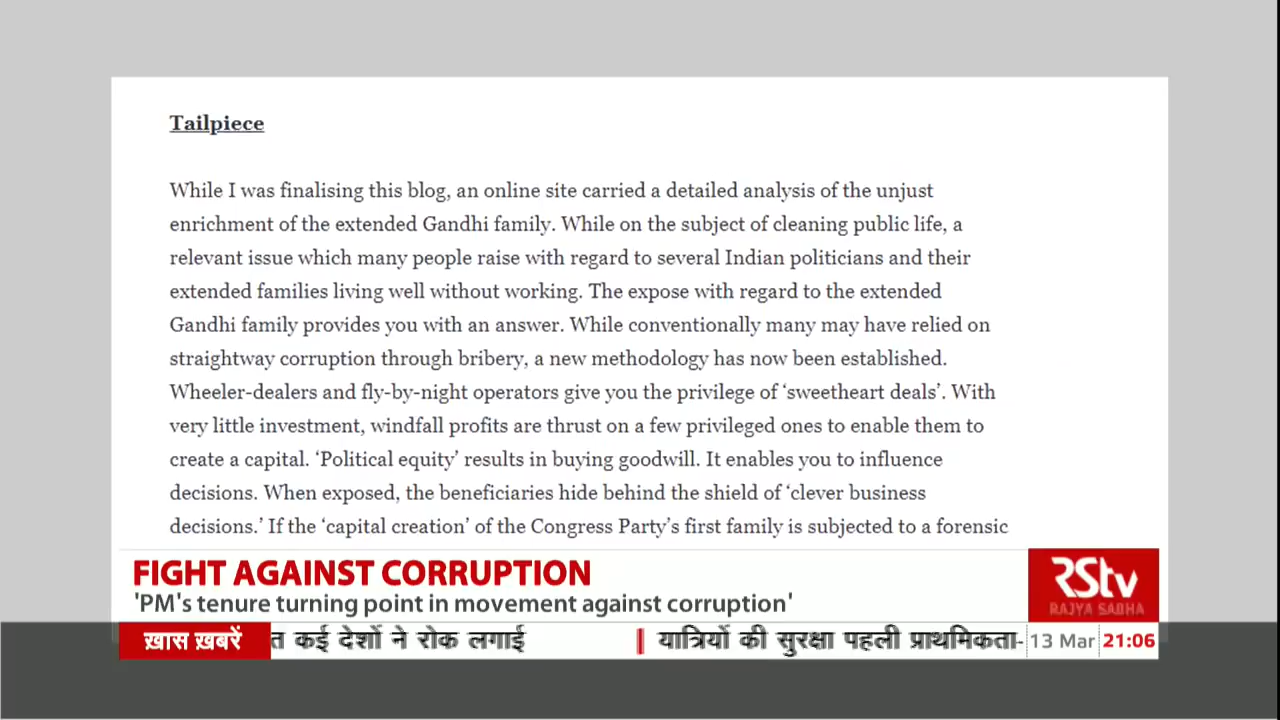 Tailpiece
While I was finalising this blog, an online site carried a detailed analysis of the unjust
enrichment of the extended Gandhi family. While on the subject of cleaning public life, a
relevant issue which many people raise with regard to several Indian politicians and their
extended families living well without working. The expose with regard to the extended
Gandhi family provides you with an answer. While conventionally many may have relied on
straightway corruption through bribery, a new methodology has now been established.
Wheeler-dealers and fly-by-night operators give you the privilege of ‘sweetheart deals’. With
very little investment, windfall profits are thrust on a few privileged ones to enable them to
create a capital. ‘Political equity’ results in buying goodwill. It enables you to influence
decisions. When exposed, the beneficiaries hide behind the shield of ‘clever business
decisions.’ If the ‘capital creation’ of the Congress Party’s first family is subjected to a forensic
FIGHT AGAINST CORRUPTION
'PM's tenure turning point in movement against corruption'
RStv
RAJYA SABHA
ख़ास ख़बरें त कई देशों ने रोक लगाई यात्रियों की सुरक्षा पहली प्राथमिकता- 13 Mar 21:06